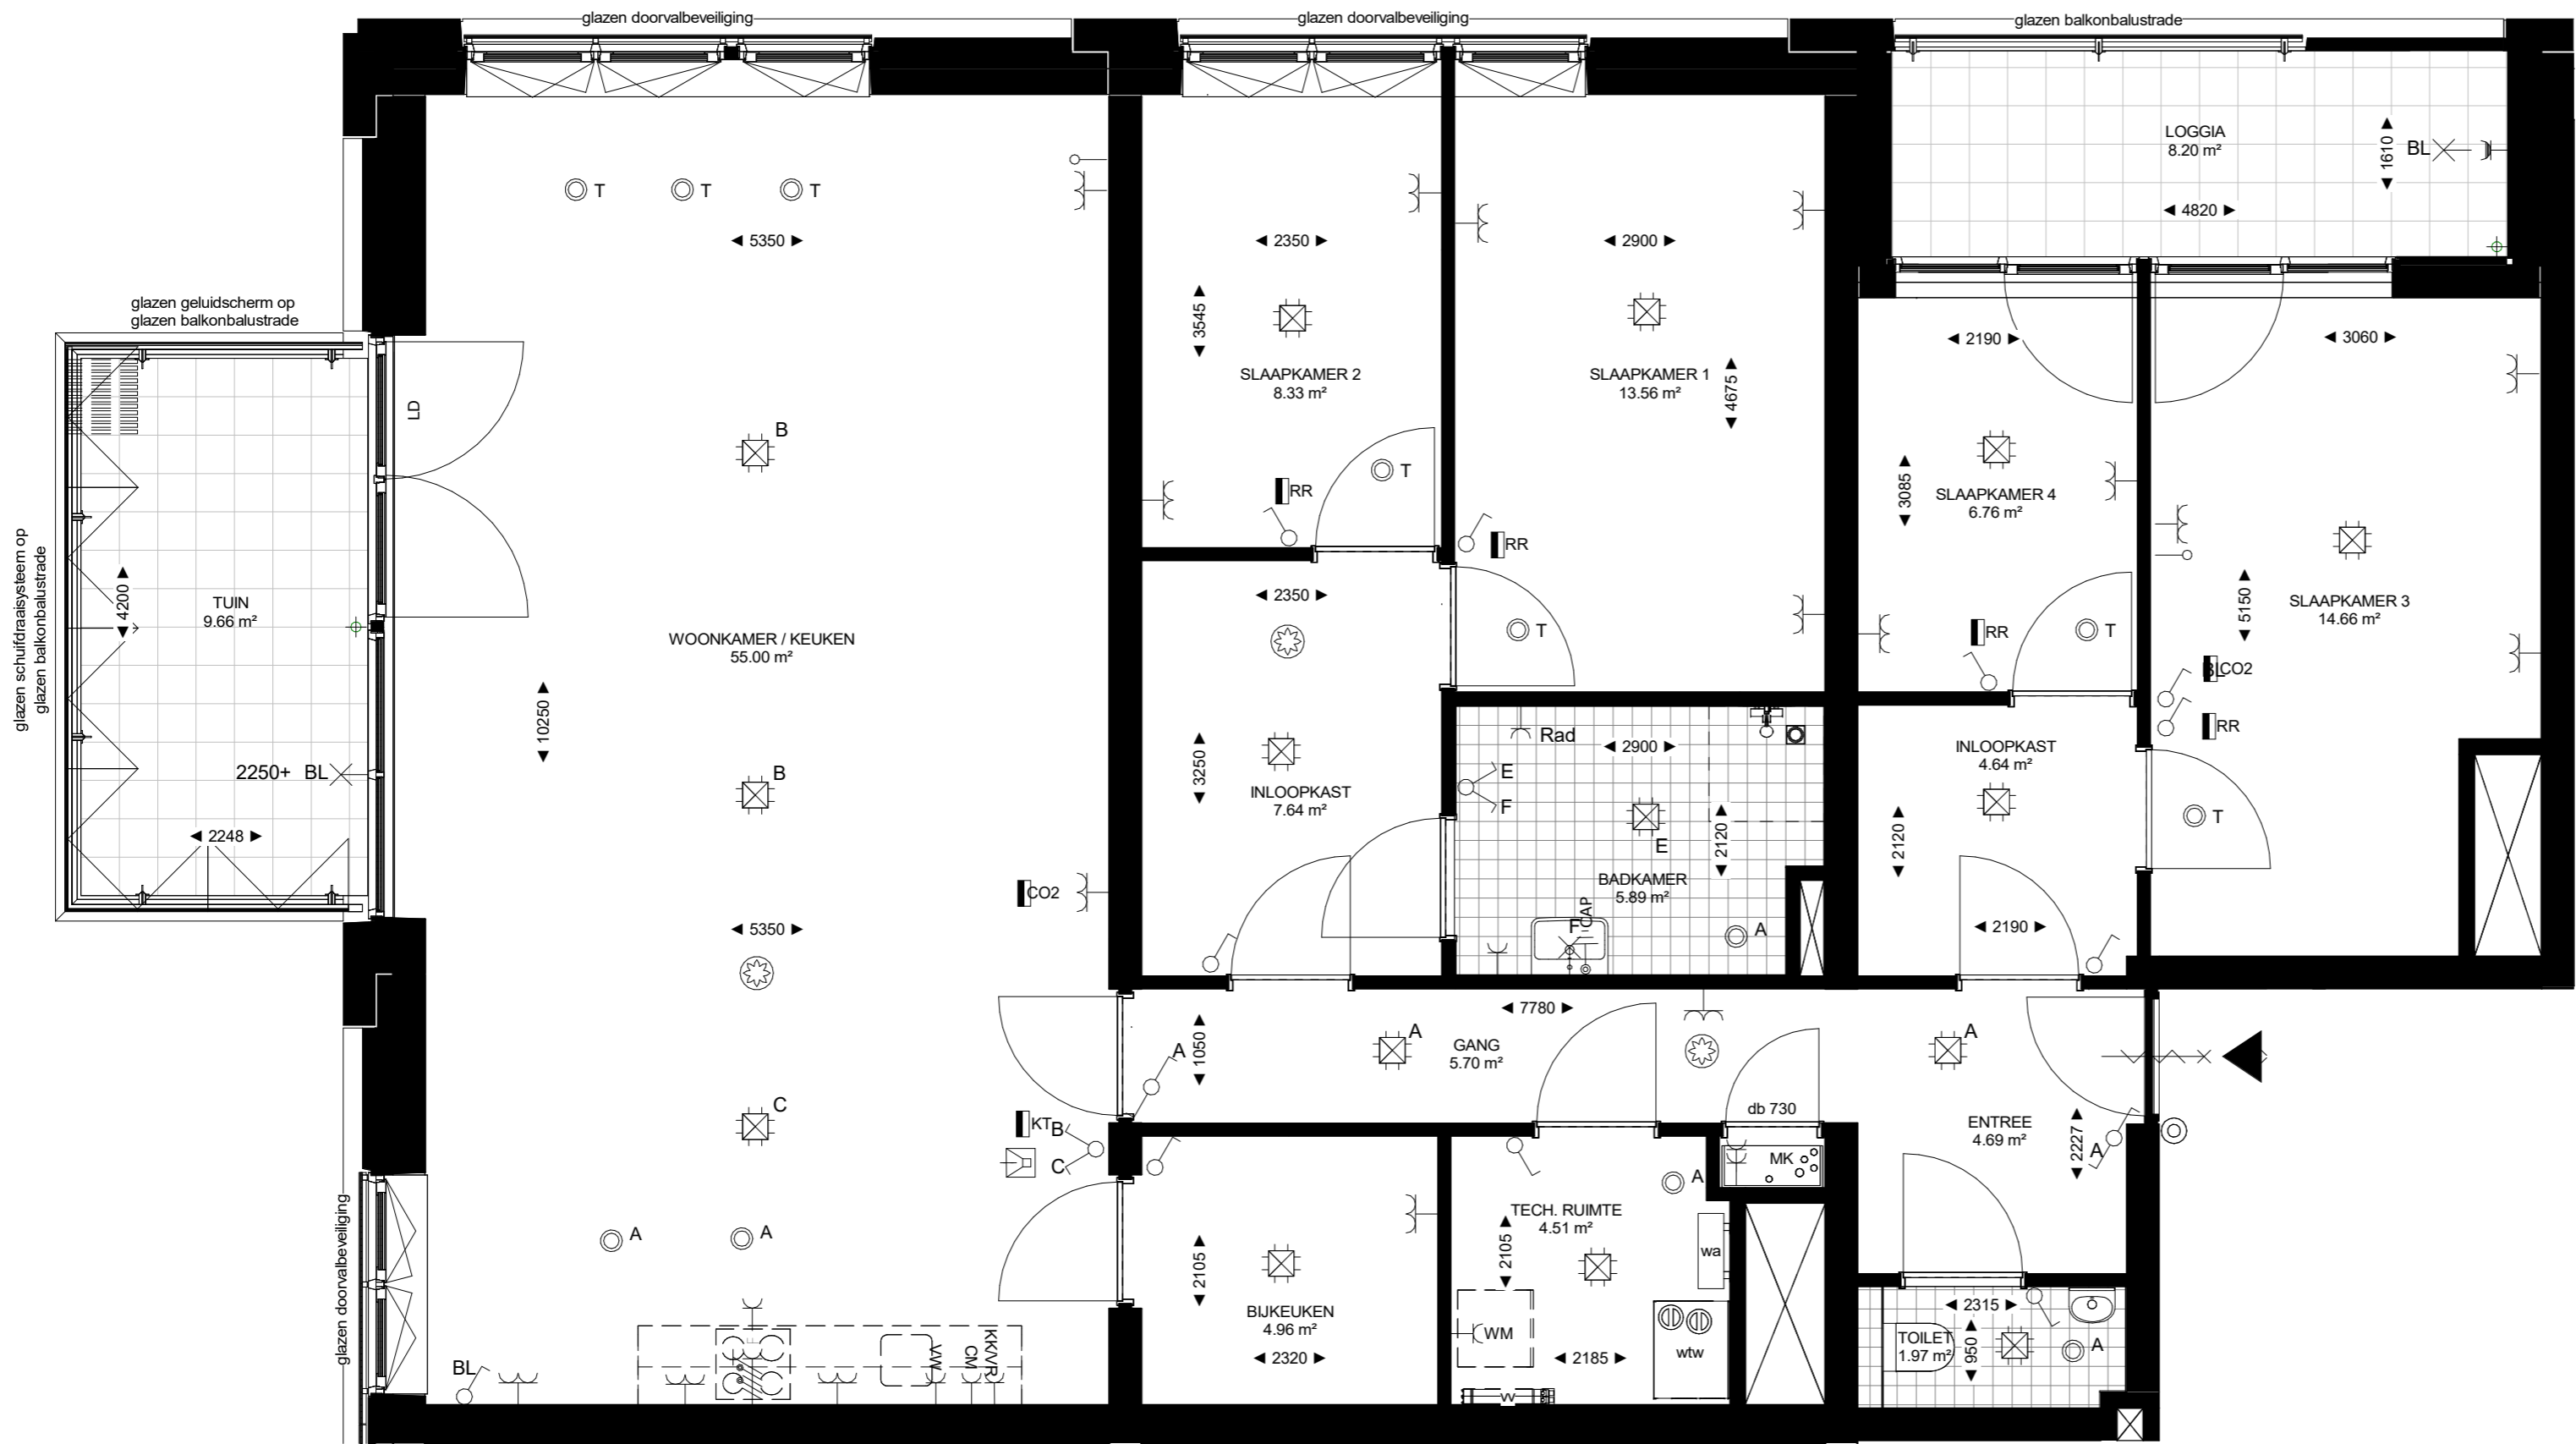 glazen doorvalbeveiliging
glazen doorvalbeveiliging
glazen balkonbalustrade
LOGGIA
8.20 m²
1610
BL
4820
T
T
T
5350
2350
2900
glazen geluidscherm op
glazen balkonbalustrade
3545
SLAAPKAMER 2
8.33 m²
SLAAPKAMER 1
13.56 m²
4675
2190
3060
LD
B
T
RR
RR
3085
SLAAPKAMER 4
6.76 m²
SLAAPKAMER 3
14.66 m²
5150
glazen schuifdraaisysteem op
glazen balkonbalustrade
4200
TUIN
9.66 m²
WOONKAMER / KEUKEN
55.00 m²
10250
2350
T
RR
T
BL
CO2
RR
2250+ BL
B
2248
3250
INLOOPKAST
7.64 m²
Rad
2900
E
F
E
2120
BADKAMER
5.89 m²
CAP
F
A
INLOOPKAST
4.64 m²
2120
2190
T
CO2
5350
7780
A
1050
A
GANG
5.70 m²
A
db 730
ENTREE
4.69 m²
2227
A
C
KT
B
C
MK
A
TECH. RUIMTE
4.51 m²
2105
wa
A
A
2105
BIJKEUKEN
4.96 m²
2320
WM
2185
wtw
V
2315
TOILET
1.97 m²
950
A
glazen doorvalbeveiliging
BL
VW
CM
KKVR